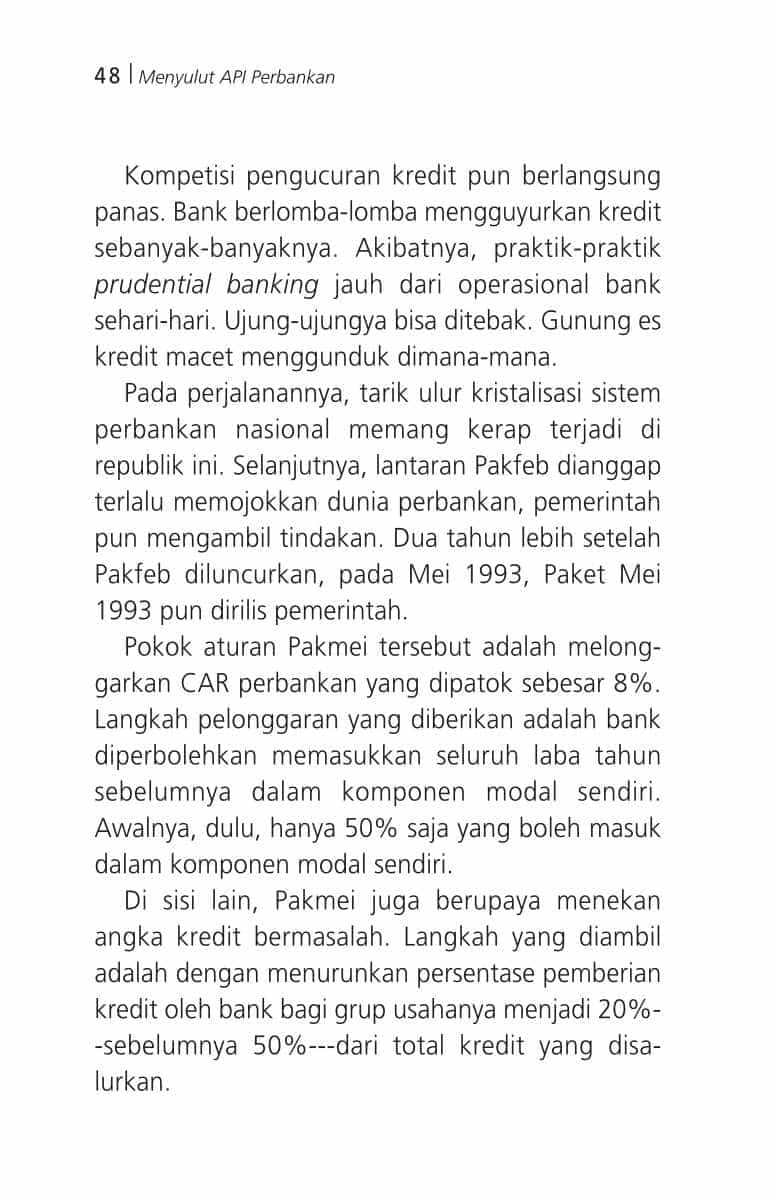 48 | Menyulut API Perbankan
Kompetisi pengucuran kredit pun berlangsung
panas. Bank berlomba-lomba mengguyurkan kredit
sebanyak-banyaknya. Akibatnya, praktik-praktik
prudential banking jauh dari operasional bank
sehari-hari. Ujung-ujungya bisa ditebak. Gunung es
kredit macet menggunduk dimana-mana.
Pada perjalanannya, tarik ulur kristalisasi sistem
perbankan nasional memang kerap terjadi di
republik ini. Selanjutnya, lantaran Pakfeb dianggap
terlalu memojokkan dunia perbankan, pemerintah
pun mengambil tindakan. Dua tahun lebih setelah
Pakfeb diluncurkan, pada Mei 1993, Paket Mei
1993 pun dirilis pemerintah.
Pokok aturan Pakmei tersebut adalah melong-
garkan CAR perbankan yang dipatok sebesar 8%.
Langkah pelonggaran yang diberikan adalah bank
diperbolehkan memasukkan seluruh laba tahun
sebelumnya dalam komponen modal sendiri.
Awalnya, dulu, hanya 50% saja yang boleh masuk
dalam komponen modal sendiri.
Di sisi lain, Pakmei juga berupaya menekan
angka kredit bermasalah. Langkah yang diambil
adalah dengan menurunkan persentase pemberian
kredit oleh bank bagi grup usahanya menjadi 20%-
-sebelumnya 50%---dari total kredit yang disa-
lurkan.